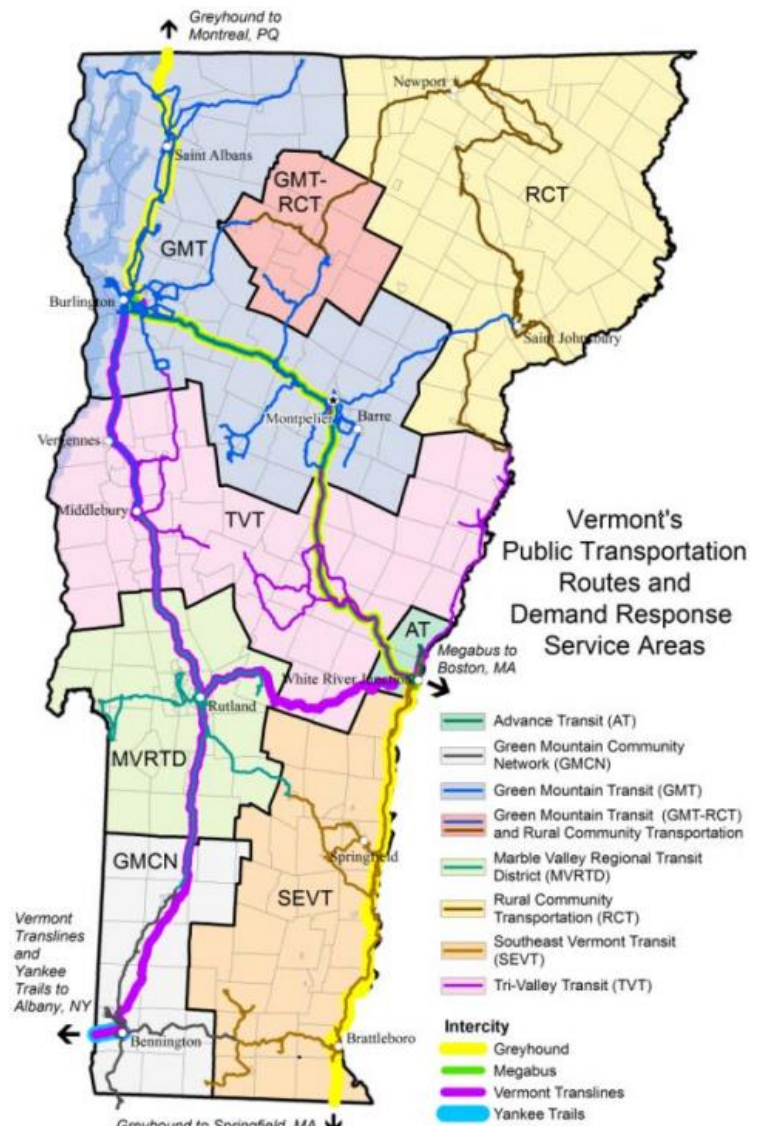 Greyhound to
Montreal, PQ
Newport
Saint Albans
GMT-
RCT
RCT
GMT
Burlington
Saint Johnsbury
Montpelier
Barre
Vergennes
Middlebury
TVT
Vermont's
Public Transportation
Routes and
Demand Response
Service Areas
AT
Megabus to
Boston, MA
White River Junction
Rutland
MVRTD
Advance Transit (AT)
Green Mountain Community
Network (GMCN)
Green Mountain Transit (GMT)
Green Mountain Transit (GMT-RCT)
and Rural Community Transportation
Marble Valley Regional Transit
District (MVRTD)
Rural Community
Transportation (RCT)
Southeast Vermont Transit
(SEVT)
Tri-Valley Transit (TVT)
GMCN
Springfield
SEVT
Vermont
Translines
and
Yankee
Trails to
Albany, NY
Bennington
Brattleboro
Intercity
Greyhound
Megabus
Vermont Translines
Yankee Trails
Greyhound to Springfield, MA